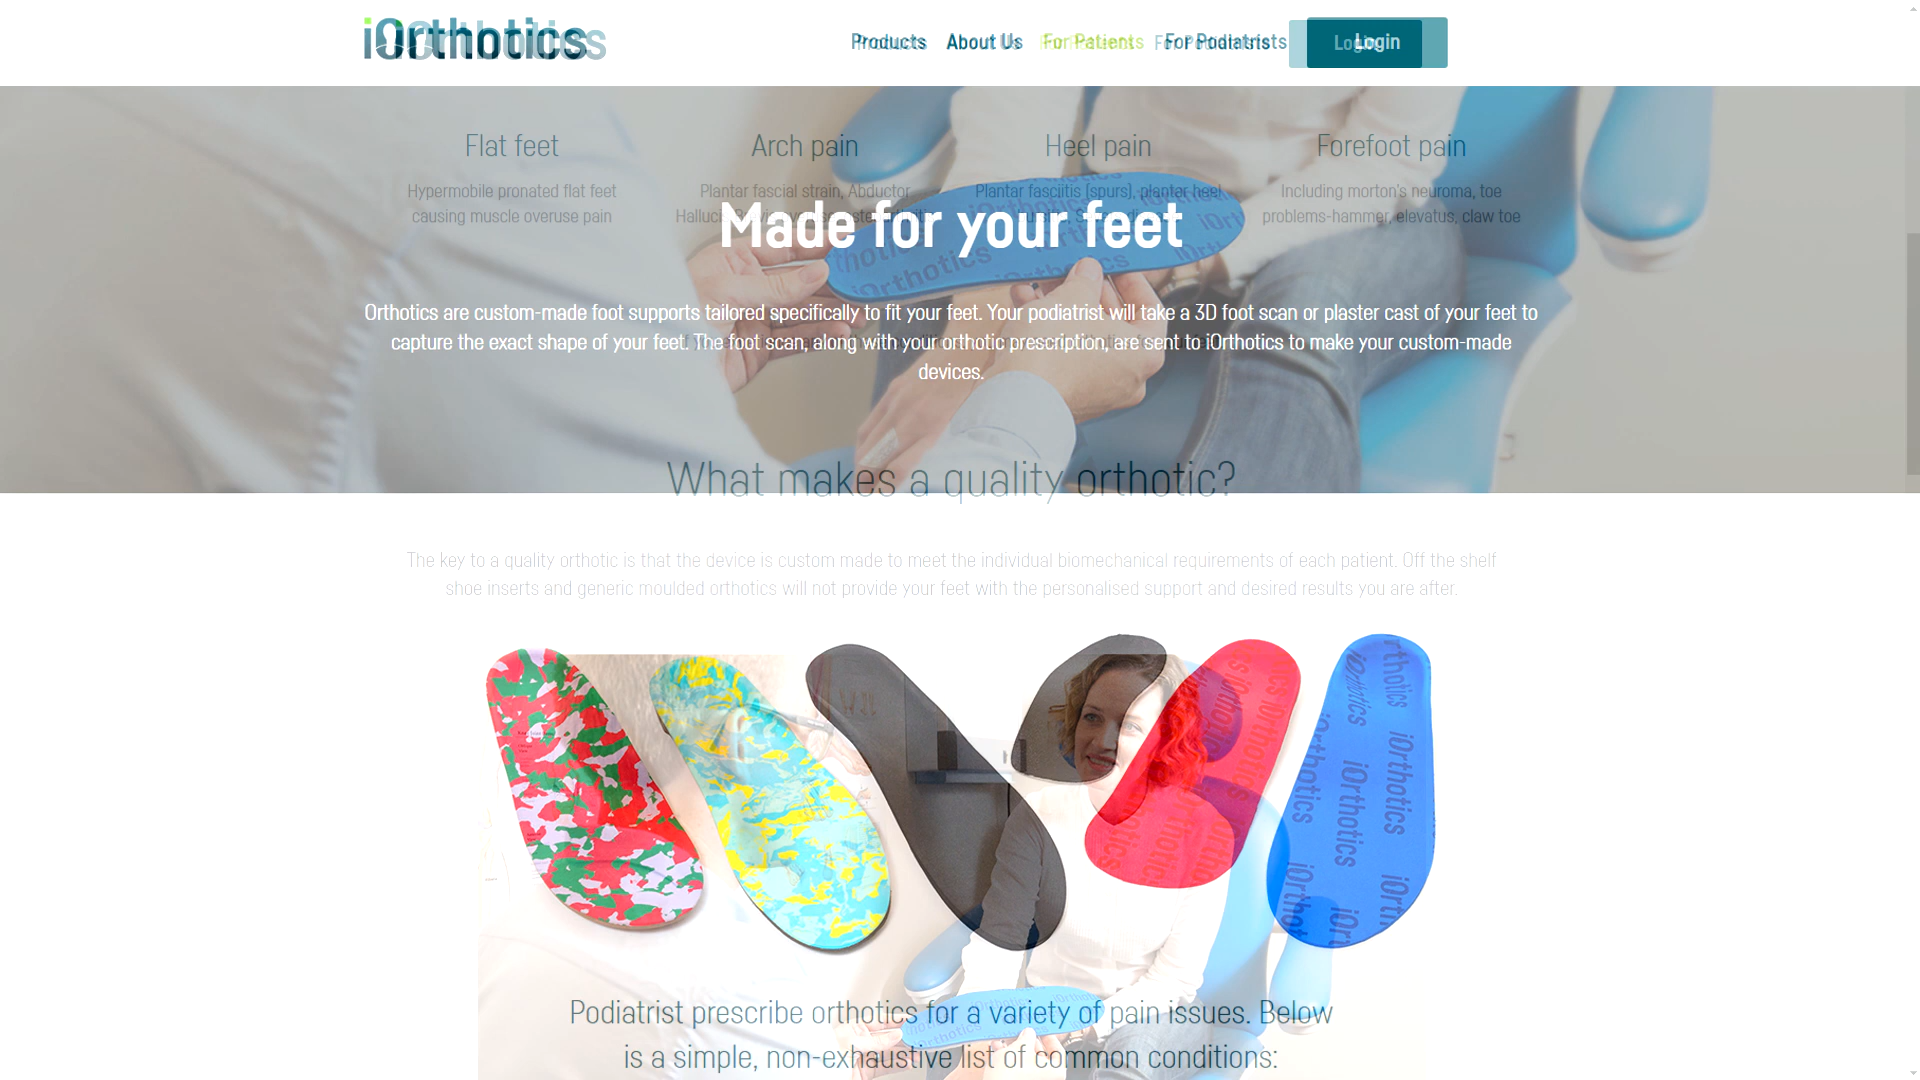 iOrthotics
Products About Us For Patients For Podiatrists Login
Flat feet Arch pain Heel pain Forefoot pain
Hypermobile pronated flat feet Plantar fascial strain, Abductor Plantar fasciitis (spurs), plantar heel Including morton's neuroma, toe
causing muscle overuse pain problems-hammer, elevatus, claw toe
Made for your feet
Orthotics are custom-made foot supports tailored specifically to fit your feet. Your podiatrist will take a 3D foot scan or plaster cast of your feet to
capture the exact shape of your feet. The foot scan, along with your orthotic prescription, are sent to iOrthotics to make your custom-made
devices.
What makes a quality orthotic?
The key to a quality orthotic is that the device is custom made to meet the individual biomechanical requirements of each patient. Off the shelf
shoe inserts and generic moulded orthotics will not provide your feet with the personalised support and desired results you are after.
iOrthotics
iOrthotics
iOrthotics
iOrthotics
Podiatrist prescribe orthotics for a variety of pain issues. Below
is a simple, non-exhaustive list of common conditions: